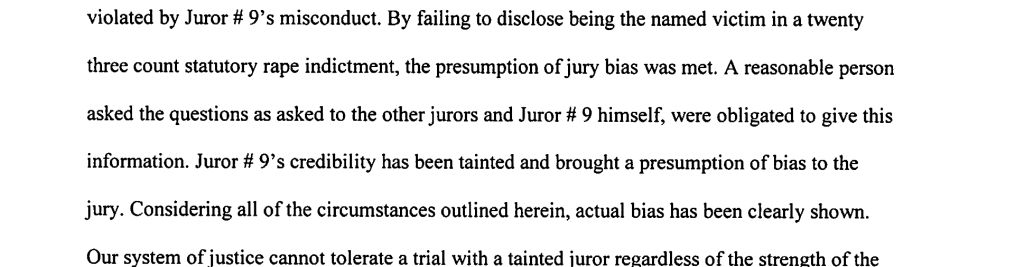 violated by Juror # 9's misconduct. By failing to disclose being the named victim in a twenty
three count statutory rape indictment, the presumption of jury bias was met. A reasonable person
asked the questions as asked to the other jurors and Juror # 9 himself, were obligated to give this
information. Juror # 9's credibility has been tainted and brought a presumption of bias to the
jury. Considering all of the circumstances outlined herein, actual bias has been clearly shown.
Our system of justice cannot tolerate a trial with a tainted juror regardless of the strength of the